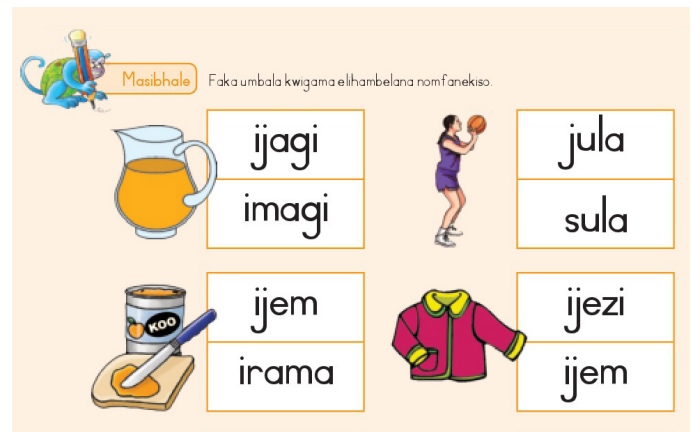 Masibhale
Faka umbala kwigama elihambelana nomfanekiso.
ijagi
imagi
jula
sula
KOO
ijem
irama
ijezi
ijem